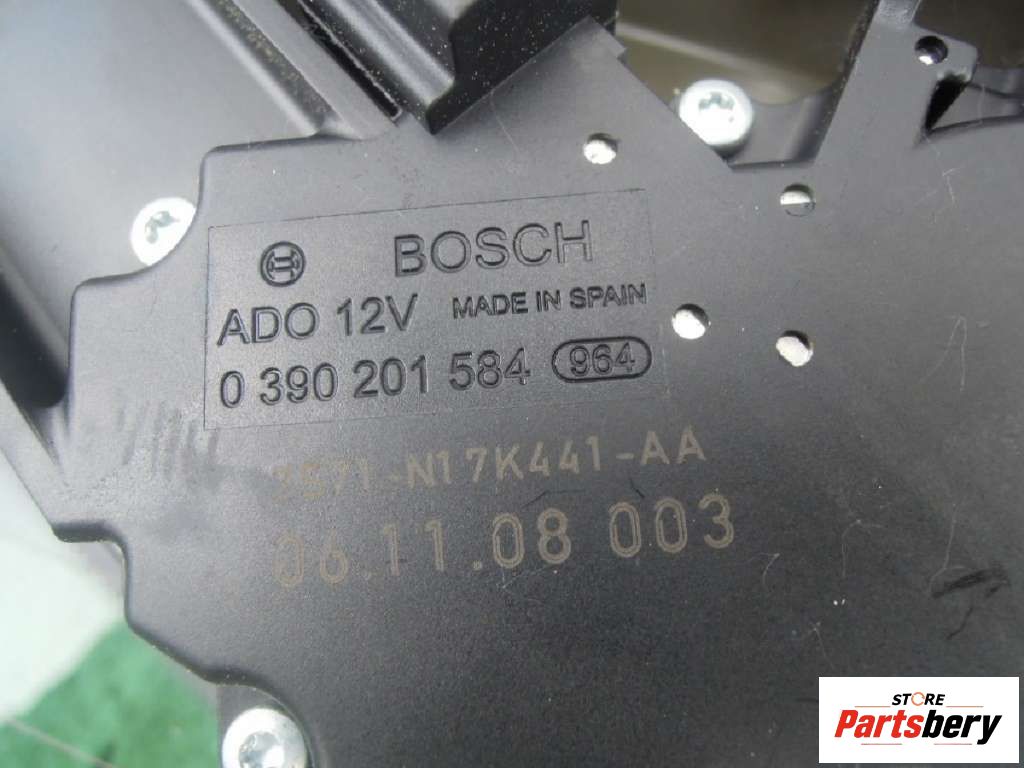 BOSCH
ADO 12V MADE IN SPAIN
0 390 201 584 964
3S71-N17K441-AA
06.11.08 003
STORE
Partsbery